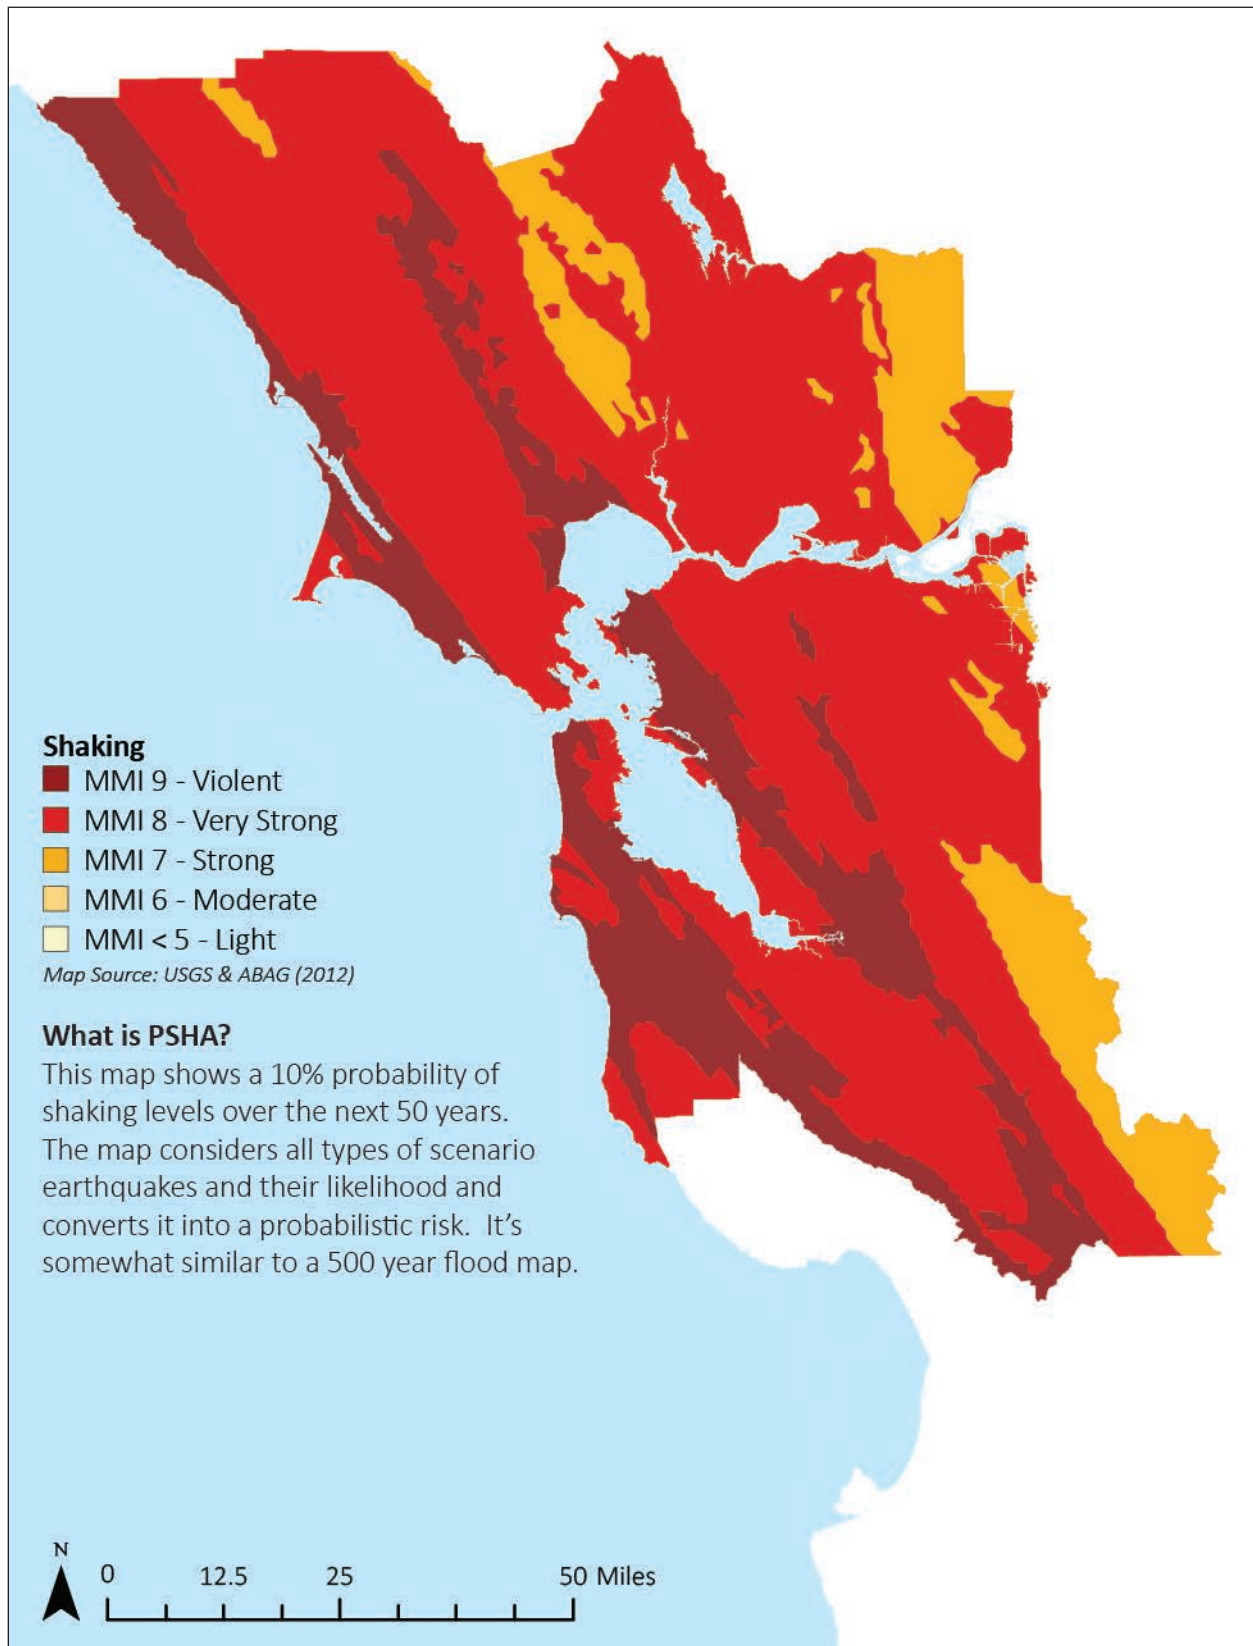 Shaking
MMI 9 - Violent
MMI 8 - Very Strong
MMI 7 - Strong
MMI 6 - Moderate
MMI < 5 - Light
Map Source: USGS & ABAG (2012)
What is PSHA?
This map shows a 10% probability of
shaking levels over the next 50 years.
The map considers all types of scenario
earthquakes and their likelihood and
converts it into a probabilistic risk.  It's
somewhat similar to a 500 year flood map.
N
0 12.5 25 50 Miles